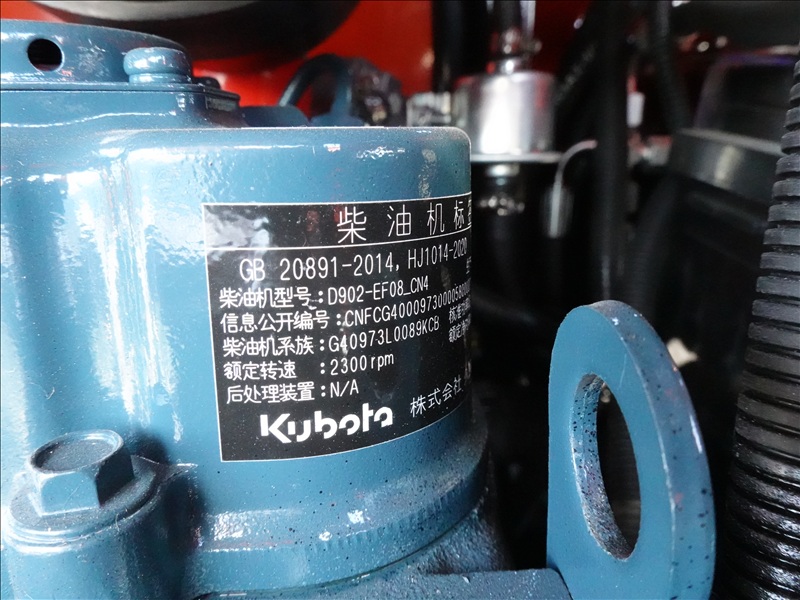 柴油机标签
GB 20891-2014, HJ1014-2020
柴油机型号:D902-EF08_CN4
信息公开编号:
柴油机系族:G40973L0089KCB
额定转速:2300rpm
后处理装置:N/A
Kubota 株式会社